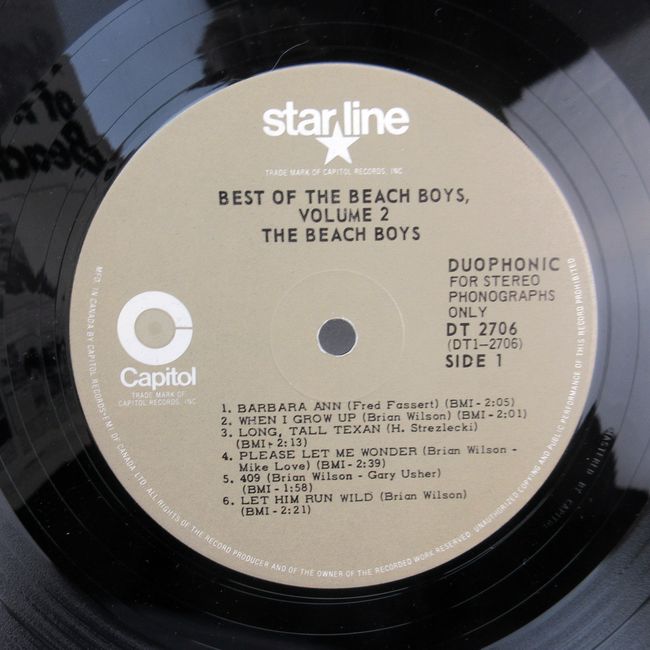 starline
TRADE MARK OF CAPITOL RECORDS, INC
BEST OF THE BEACH BOYS,
VOLUME 2
THE BEACH BOYS
DUOPHONIC
FOR STEREO
PHONOGRAPHS
ONLY
DT 2706
(DT1-2706)
SIDE 1
Capitol
TRADE MARK OF
CAPITOL RECORDS, INC
1. BARBARA ANN (Fred Fassert) (BMI - 2:05)
2. WHEN I GROW UP (Brian Wilson) (BMI - 2:01)
3. LONG, TALL TEXAN (H. Strezlecki)
(BMI - 2:13)
4. PLEASE LET ME WONDER (Brian Wilson -
Mike Love) (BMI - 2:39)
5. 409 (Brian Wilson - Gary Usher)
(BMI - 1:58)
6. LET HIM RUN WILD (Brian Wilson)
(BMI - 2:21)
MFD. IN CANADA BY CAPITOL RECORDS-EMI OF CANADA LTD. ALL RIGHTS OF THE RECORD PRODUCER AND OF THE OWNER OF THE RECORDED WORK RESERVED. UNAUTHORIZED COPYING AND PUBLIC PERFORMANCE OF THIS RECORD PROHIBITED
MASTERED BY CAPITOL